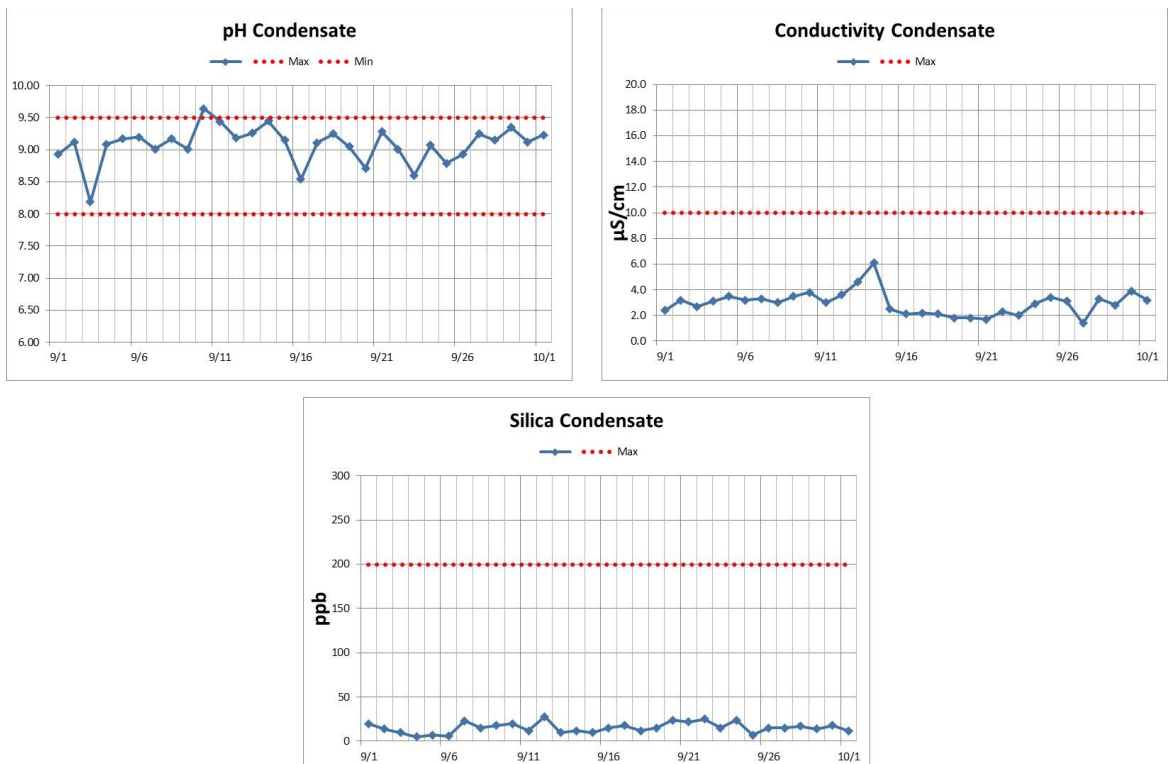 pH Condensate
Max Min
10.00
9.50
9.00
8.50
8.00
7.50
7.00
6.50
6.00
9/1 9/6 9/11 9/16 9/21 9/26 10/1
Conductivity Condensate
Max
µS/cm
20.0
18.0
16.0
14.0
12.0
10.0
8.0
6.0
4.0
2.0
0.0
9/1 9/6 9/11 9/16 9/21 9/26 10/1
Silica Condensate
Max
ppb
300
250
200
150
100
50
0
9/1 9/6 9/11 9/16 9/21 9/26 10/1